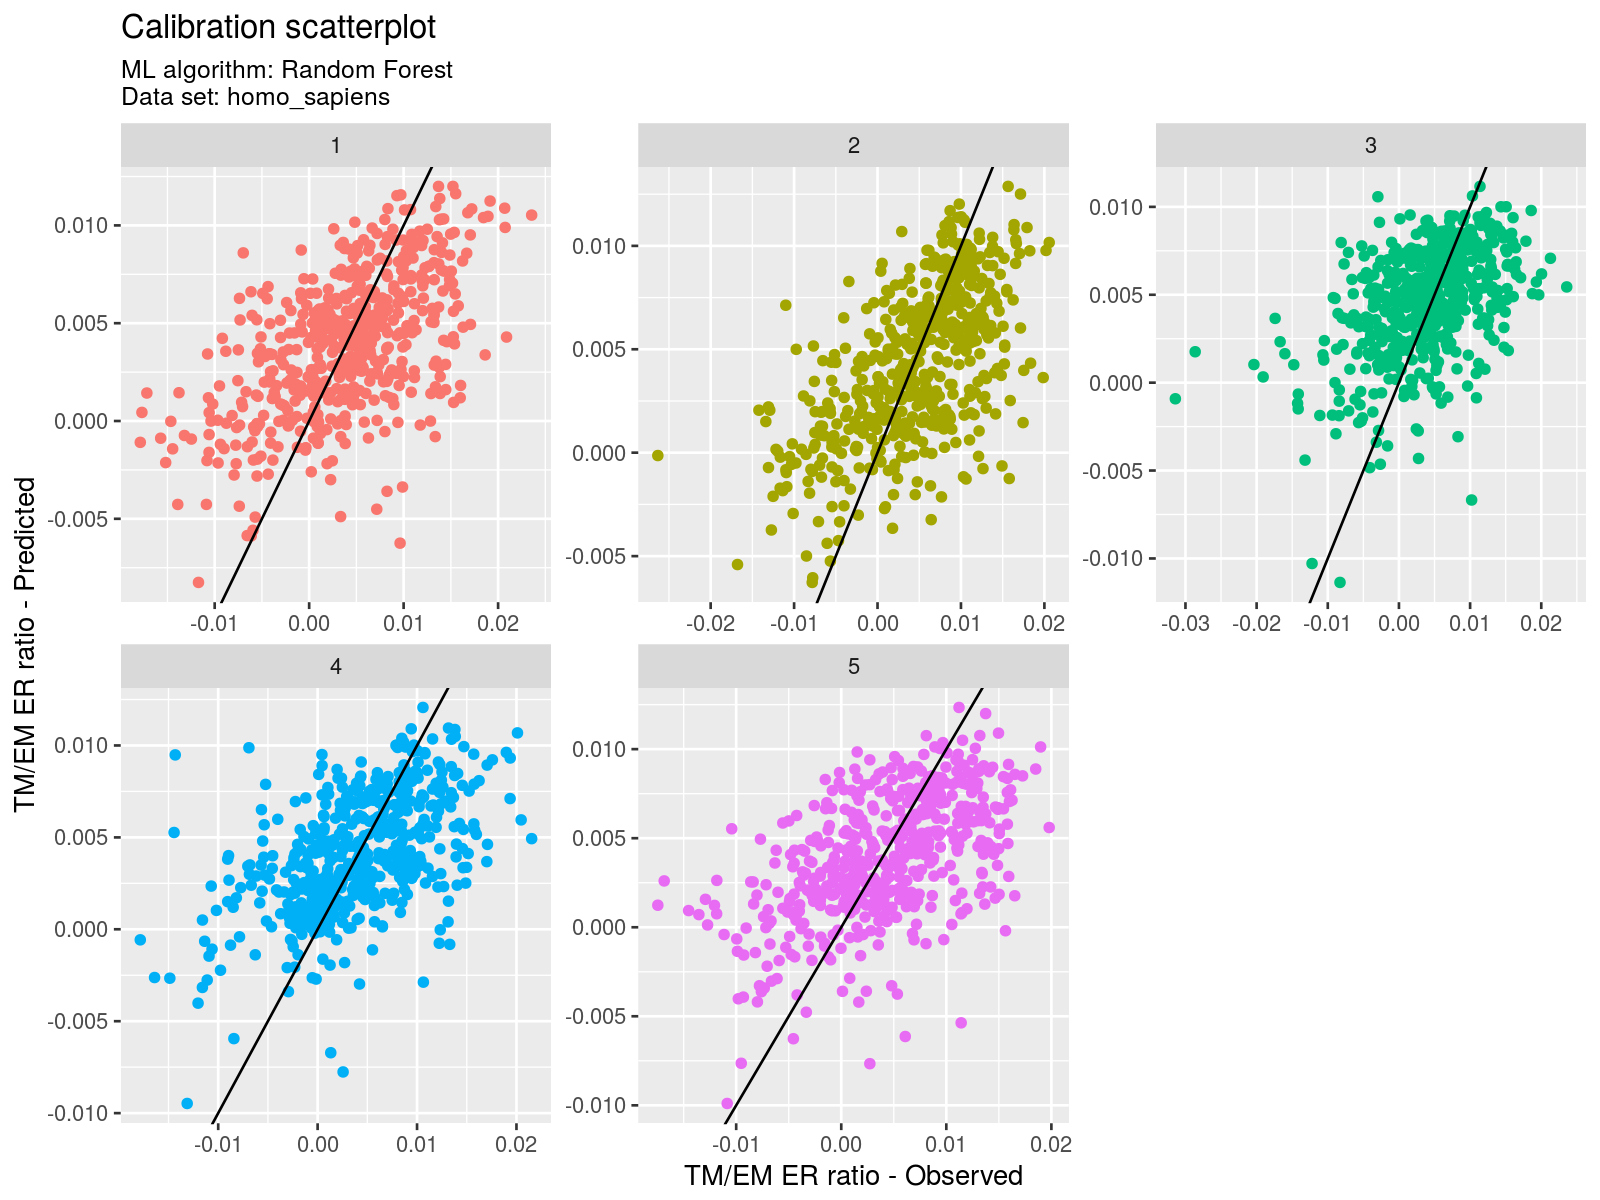 Calibration scatterplot
ML algorithm: Random Forest
Data set: homo_sapiens
1
2
3
0.010
0.005
0.000
-0.005
-0.01 0.00 0.01 0.02
0.010
0.005
0.000
-0.005
-0.02 -0.01 0.00 0.01 0.02
0.010
0.005
0.000
-0.005
-0.010
-0.03 -0.02 -0.01 0.00 0.01 0.02
4
5
0.010
0.005
0.000
-0.005
-0.010
-0.01 0.00 0.01 0.02
0.010
0.005
0.000
-0.005
-0.010
-0.01 0.00 0.01 0.02
TM/EM ER ratio - Predicted
TM/EM ER ratio - Observed